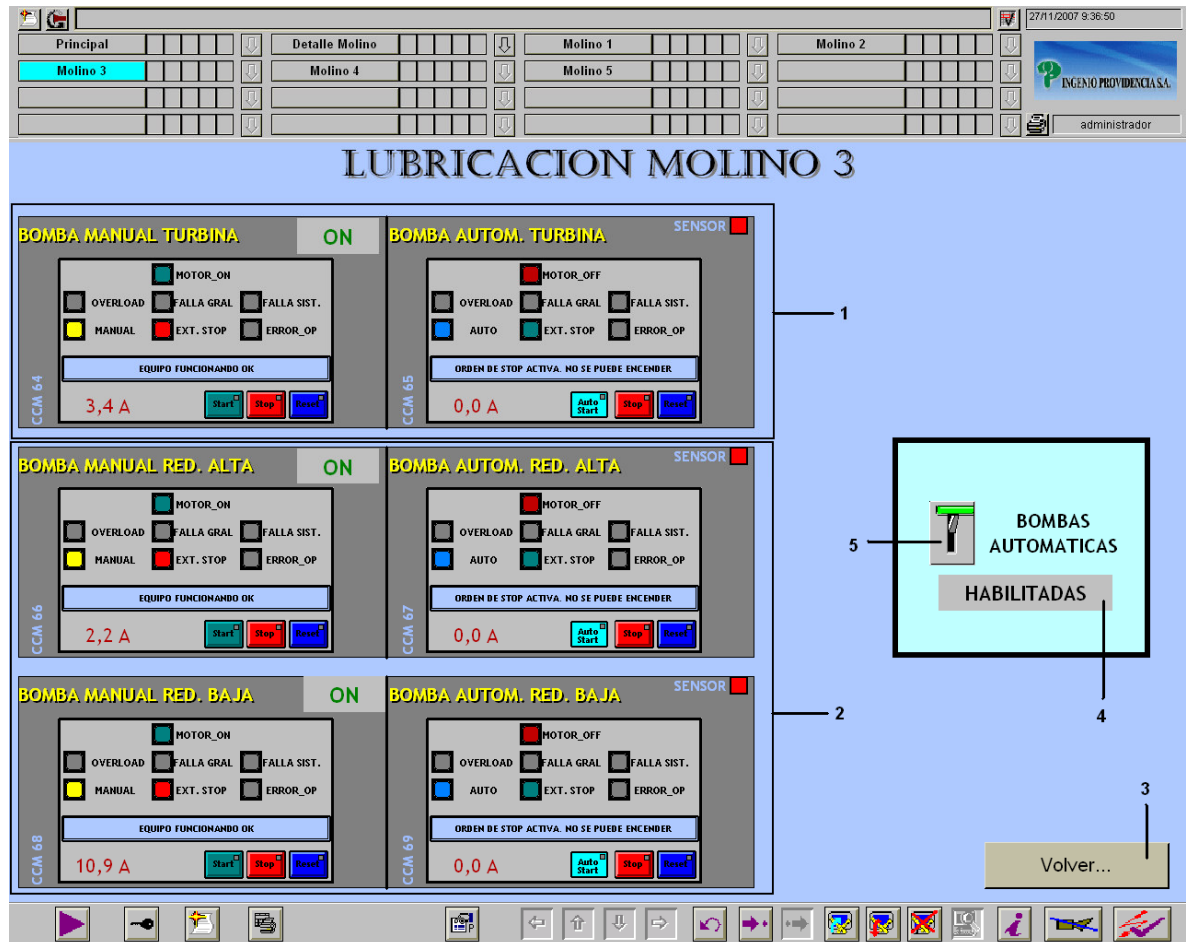 27/11/2007 9:36:50
Principal Detalle Molino Molino 1 Molino 2
Molino 3 Molino 4 Molino 5
INGENIO PROVIDENCIA S.A.
administrador
LUBRICACION MOLINO 3
BOMBA MANUAL TURBINA ON BOMBA AUTOM. TURBINA SENSOR
MOTOR_ON MOTOR_OFF
OVERLOAD FALLA GRAL FALLA SIST. OVERLOAD FALLA GRAL FALLA SIST.
1
MANUAL EXT. STOP ERROR_OP AUTO EXT. STOP ERROR_OP
EQUIPO FUNCIONANDO OK ORDEN DE STOP ACTIVA. NO SE PUEDE ENCENDER
CCM 64 3,4 A Start Stop Reset CCM 65 0,0 A Auto Start Stop Reset
BOMBA MANUAL RED. ALTA ON BOMBA AUTOM. RED. ALTA SENSOR
MOTOR_ON MOTOR_OFF
OVERLOAD FALLA GRAL FALLA SIST. OVERLOAD FALLA GRAL FALLA SIST.
MANUAL EXT. STOP ERROR_OP AUTO EXT. STOP ERROR_OP
EQUIPO FUNCIONANDO OK ORDEN DE STOP ACTIVA. NO SE PUEDE ENCENDER
CCM 66 2,2 A Start Stop Reset CCM 67 0,0 A Auto Start Stop Reset
5
BOMBAS
AUTOMATICAS
HABILITADAS
4
BOMBA MANUAL RED. BAJA ON BOMBA AUTOM. RED. BAJA SENSOR
2
MOTOR_ON MOTOR_OFF
OVERLOAD FALLA GRAL FALLA SIST. OVERLOAD FALLA GRAL FALLA SIST.
MANUAL EXT. STOP ERROR_OP AUTO EXT. STOP ERROR_OP
EQUIPO FUNCIONANDO OK ORDEN DE STOP ACTIVA. NO SE PUEDE ENCENDER
CCM 68 10,9 A Start Stop Reset CCM 69 0,0 A Auto Start Stop Reset
3
Volver...